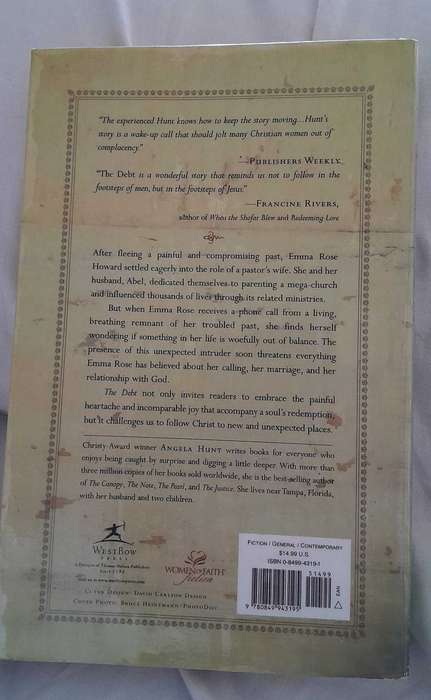 "The experienced Hunt knows how to keep the story moving...Hunt's
story is a wake-up call that should jolt many Christian women out of
complacency."
—PUBLISHERS WEEKLY
"The Debt is a wonderful story that reminds us not to follow in the
footsteps of men, but in the footsteps of Jesus."
—FRANCINE RIVERS,
author of When the Shofar Blew and Redeeming Love
After fleeing a painful and compromising past, Emma Rose
Howard settled eagerly into the role of a pastor's wife. She and her
husband, Abel, dedicated themselves to parenting a mega-church
and influenced thousands of lives through its related ministries.
But when Emma Rose receives a phone call from a living,
breathing remnant of her troubled past, she finds herself
wondering if something in her life is woefully out of balance. The
presence of this unexpected intruder soon threatens everything
Emma Rose has believed about her calling, her marriage, and her
relationship with God.
The Debt not only invites readers to embrace the painful
heartache and incomparable joy that accompany a soul's redemption,
but it challenges us to follow Christ to new and unexpected places.
Christy-Award winner ANGELA HUNT writes books for everyone who
enjoys being caught by surprise and digging a little deeper. With more than
three million copies of her books sold worldwide, she is the best-selling author
of The Canopy, The Note, The Pearl, and The Justice. She lives near Tampa, Florida,
with her husband and two children.
WESTBOW
PRESS
A Division of Thomas Nelson Publishers
WOMEN OF FAITH
fiction
COVER DESIGN: DAVID CARLSON DESIGN
COVER PHOTO: BRUCE HEINEMANN/PHOTODISC
FICTION / GENERAL / CONTEMPORARY
$14.99 U.S.
ISBN 0-8499-4319-1
51499
EAN
9780849943195